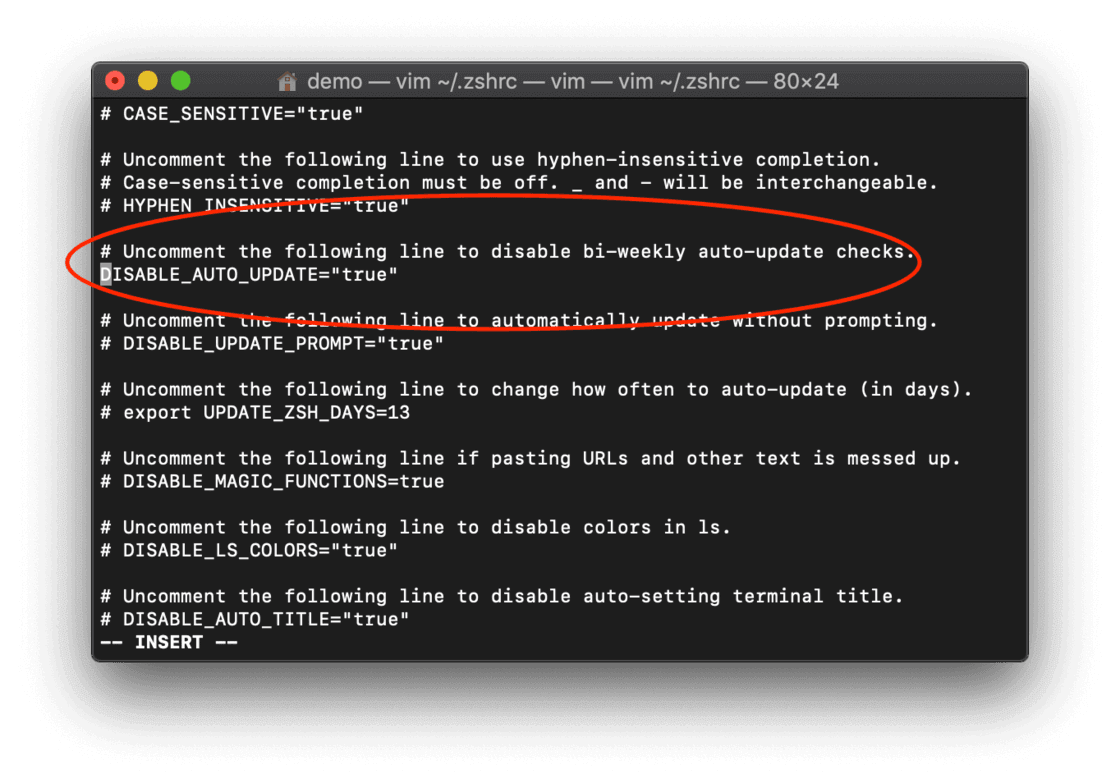 demo — vim ~/.zshrc — vim — vim ~/.zshrc — 80×24
# CASE_SENSITIVE="true"
# Uncomment the following line to use hyphen-insensitive completion.
# Case-sensitive completion must be off. _ and - will be interchangeable.
# HYPHEN_INSENSITIVE="true"
# Uncomment the following line to disable bi-weekly auto-update checks.
DISABLE_AUTO_UPDATE="true"
# Uncomment the following line to automatically update without prompting.
# DISABLE_UPDATE_PROMPT="true"
# Uncomment the following line to change how often to auto-update (in days).
# export UPDATE_ZSH_DAYS=13
# Uncomment the following line if pasting URLs and other text is messed up.
# DISABLE_MAGIC_FUNCTIONS=true
# Uncomment the following line to disable colors in ls.
# DISABLE_LS_COLORS="true"
# Uncomment the following line to disable auto-setting terminal title.
# DISABLE_AUTO_TITLE="true"
-- INSERT --